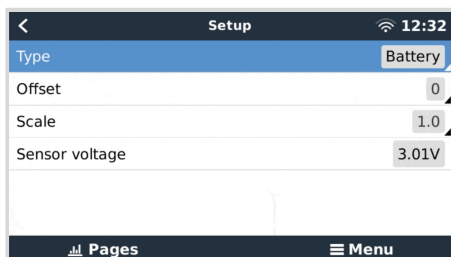 Setup 12:32
Type Battery
Offset 0
Scale 1.0
Sensor voltage 3.01V
Pages Menu